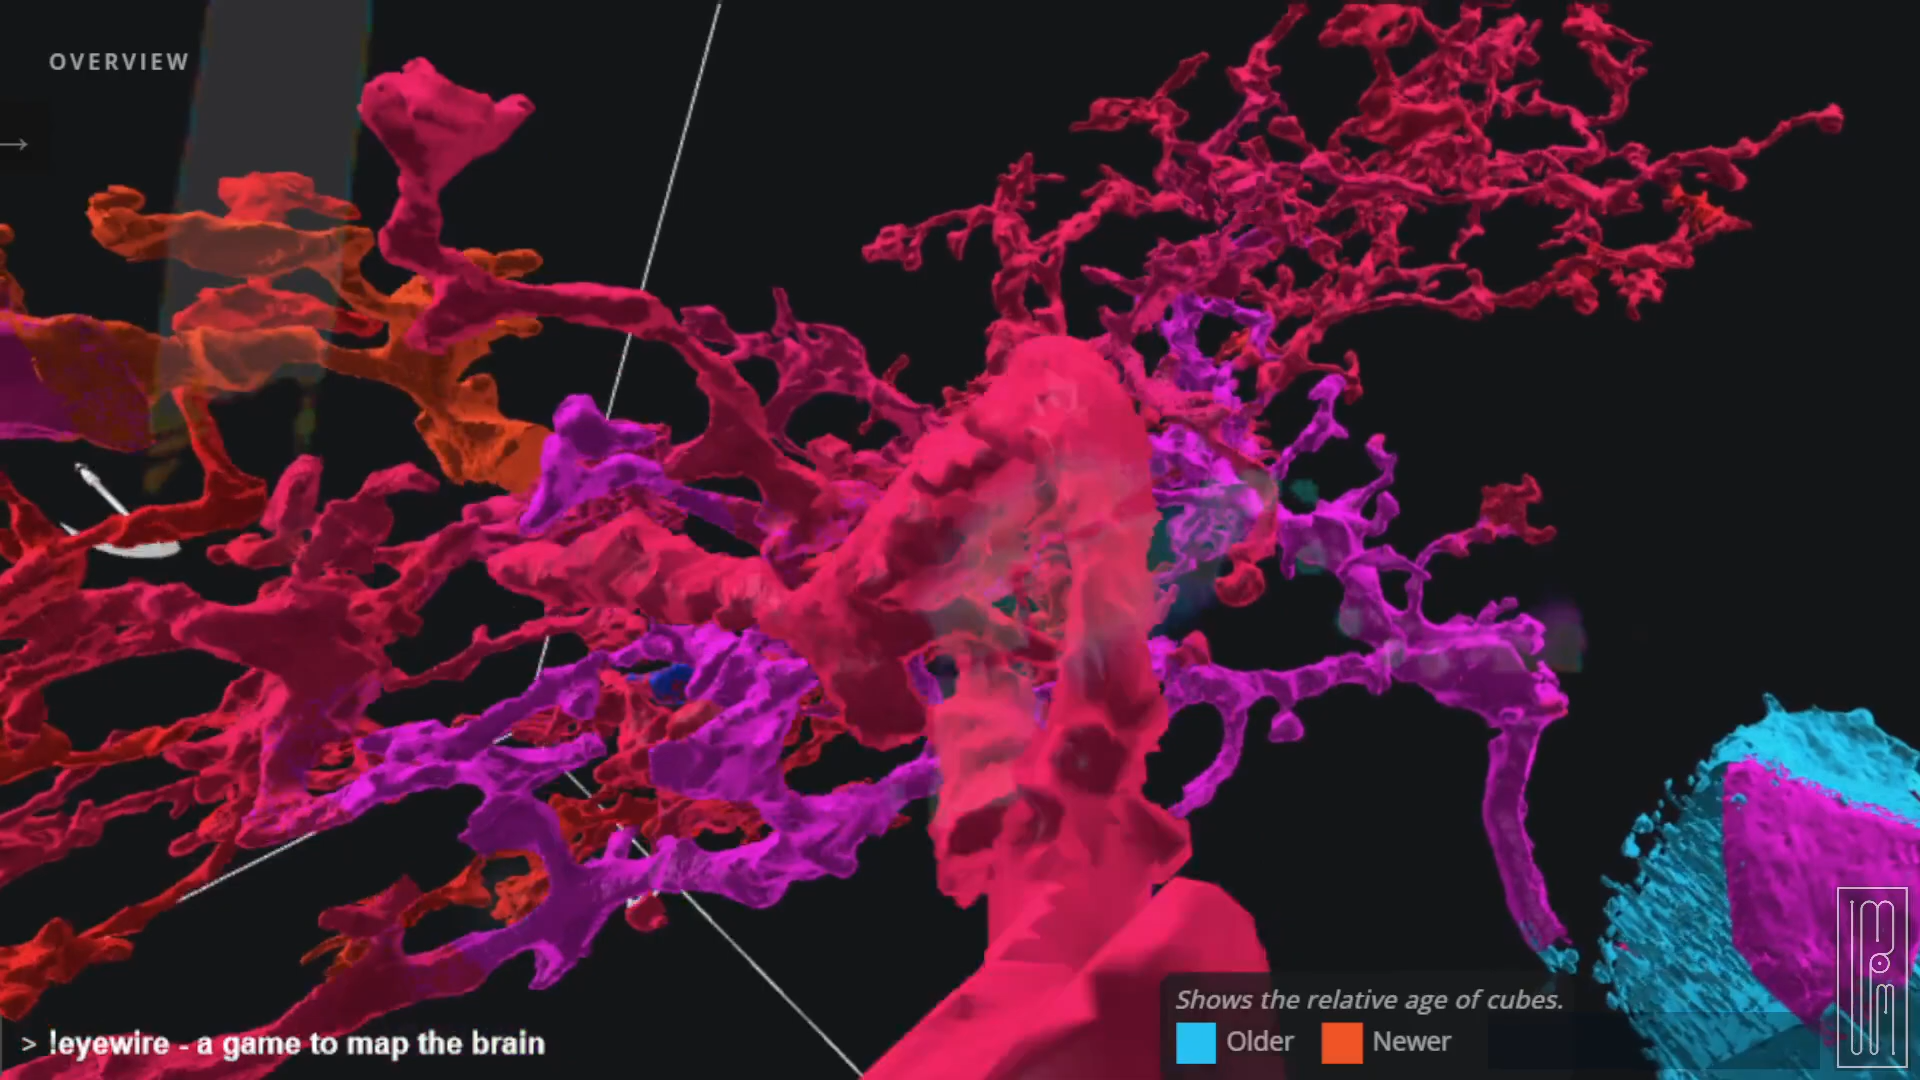 OVERVIEW
→
> !eyewire - a game to map the brain
Shows the relative age of cubes.
Older Newer